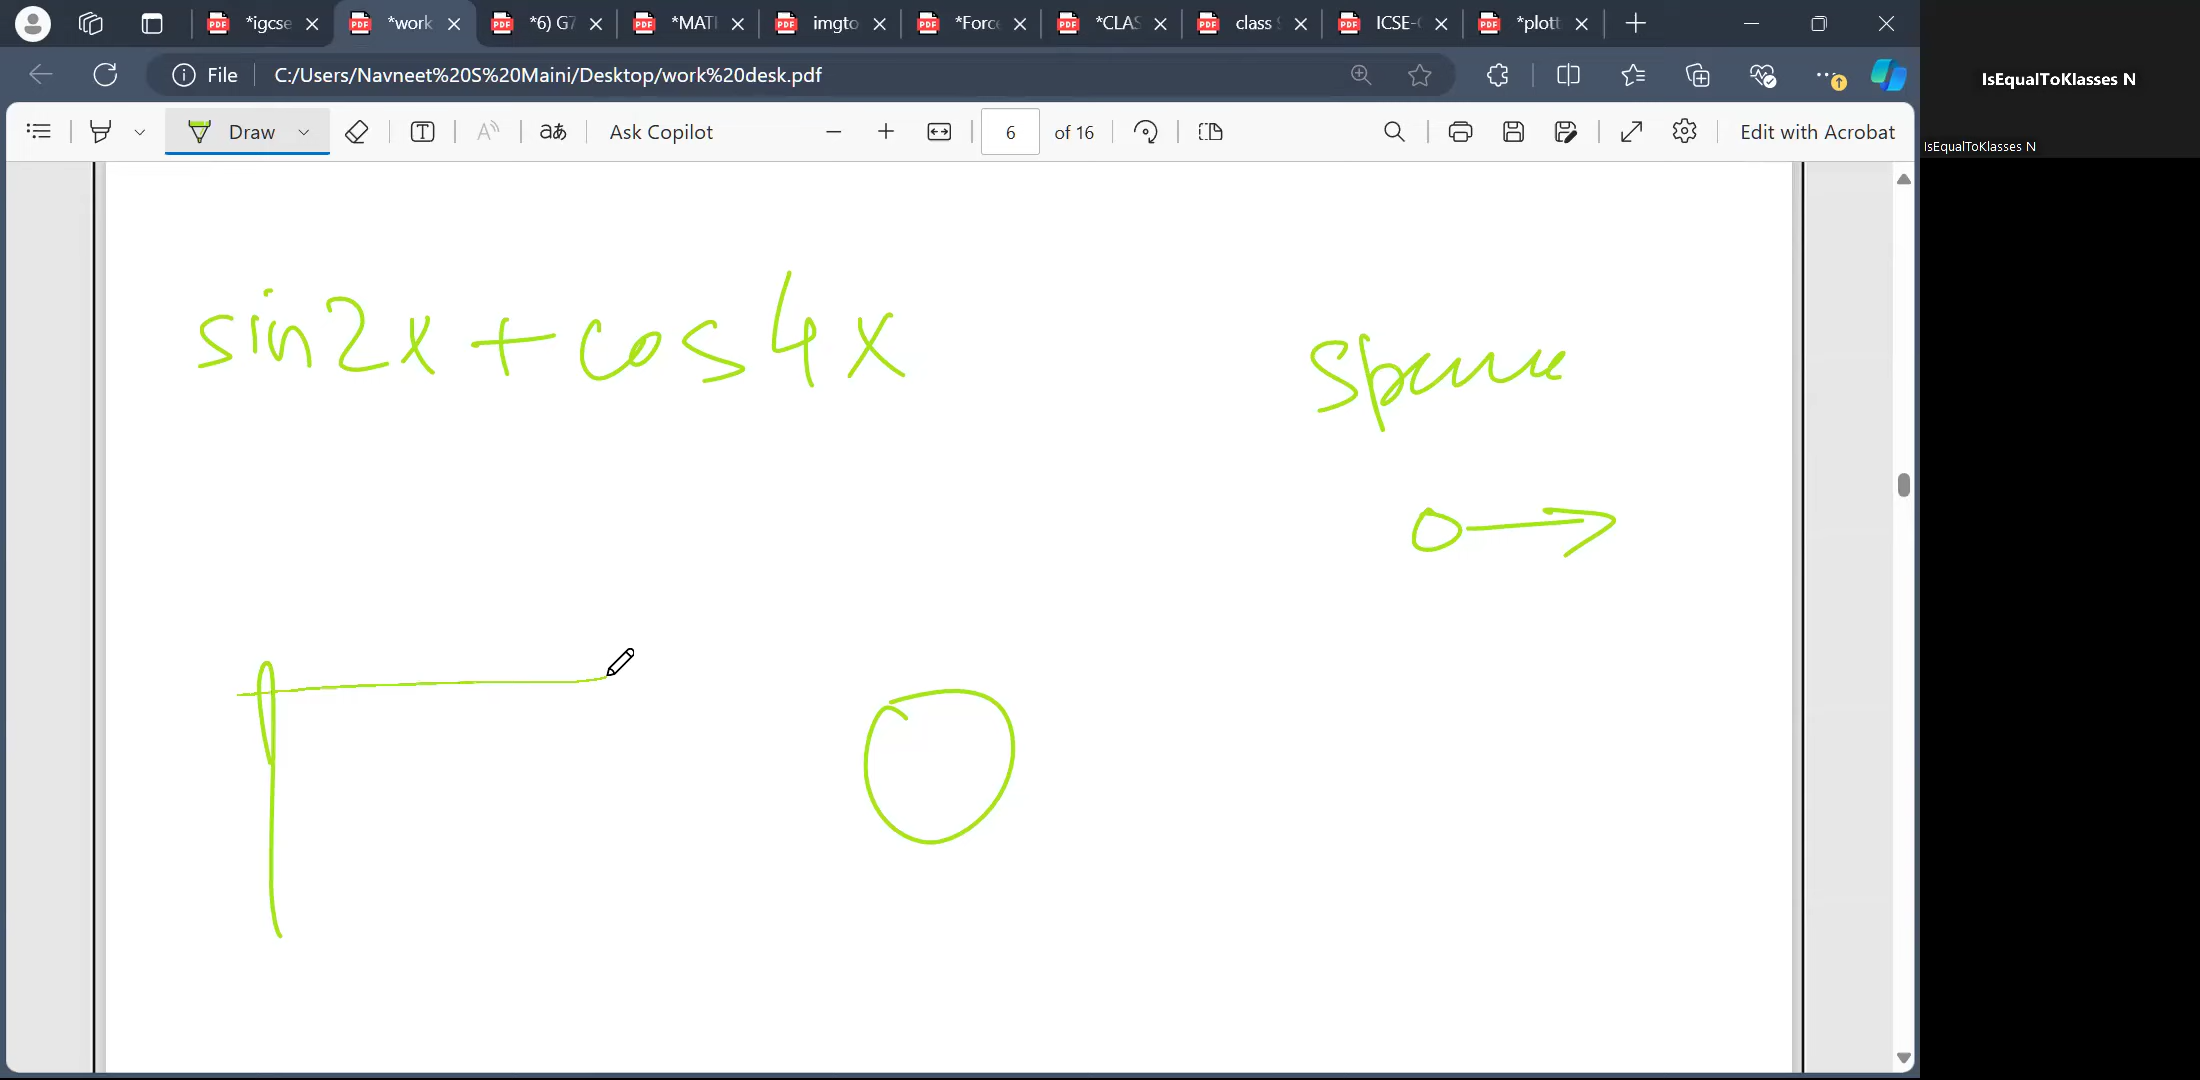 *igcse
*work
*6) G7
*MATI
imgto
*Force
*CLAS
class S
ICSE-C
*plott
File
C:/Users/Navneet%20S%20Maini/Desktop/work%20desk.pdf
Draw
Ask Copilot
6 of 16
Edit with Acrobat
IsEqualToKlasses N
IsEqualToKlasses N
sin2x+cos4x